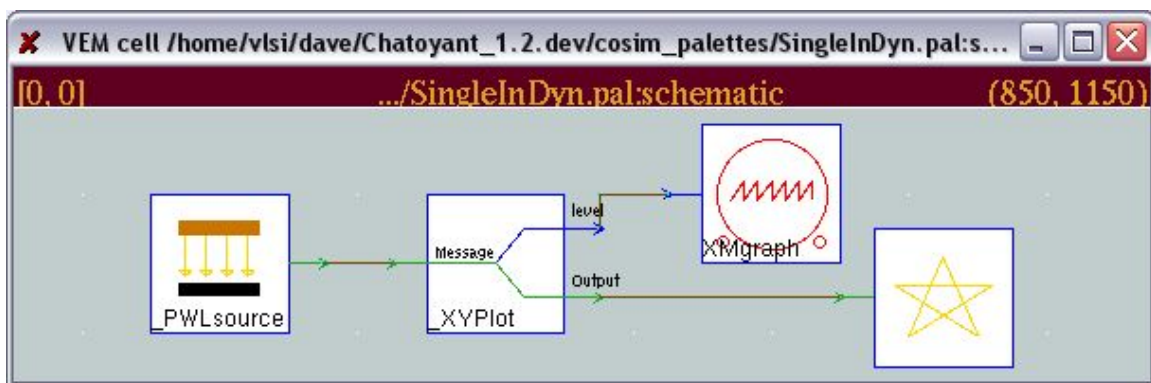 VEM cell /home/vlsi/dave/Chatoyant_1.2.dev/cosim_palettes/SingleInDyn.pal:s...
[0, 0] .../SingleInDyn.pal:schematic (850, 1150)
level
Message
XMgraph
Output
_PWLsource
_XYPlot